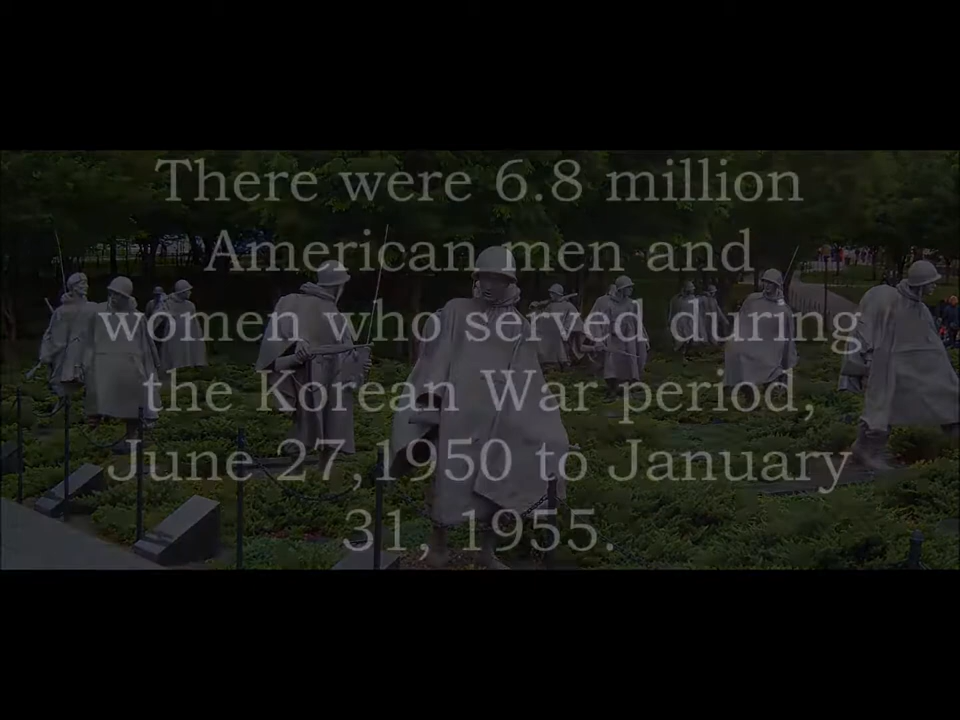 There were 6.8 million
American men and
women who served during
the Korean War period,
June 27,1950 to January
31, 1955.